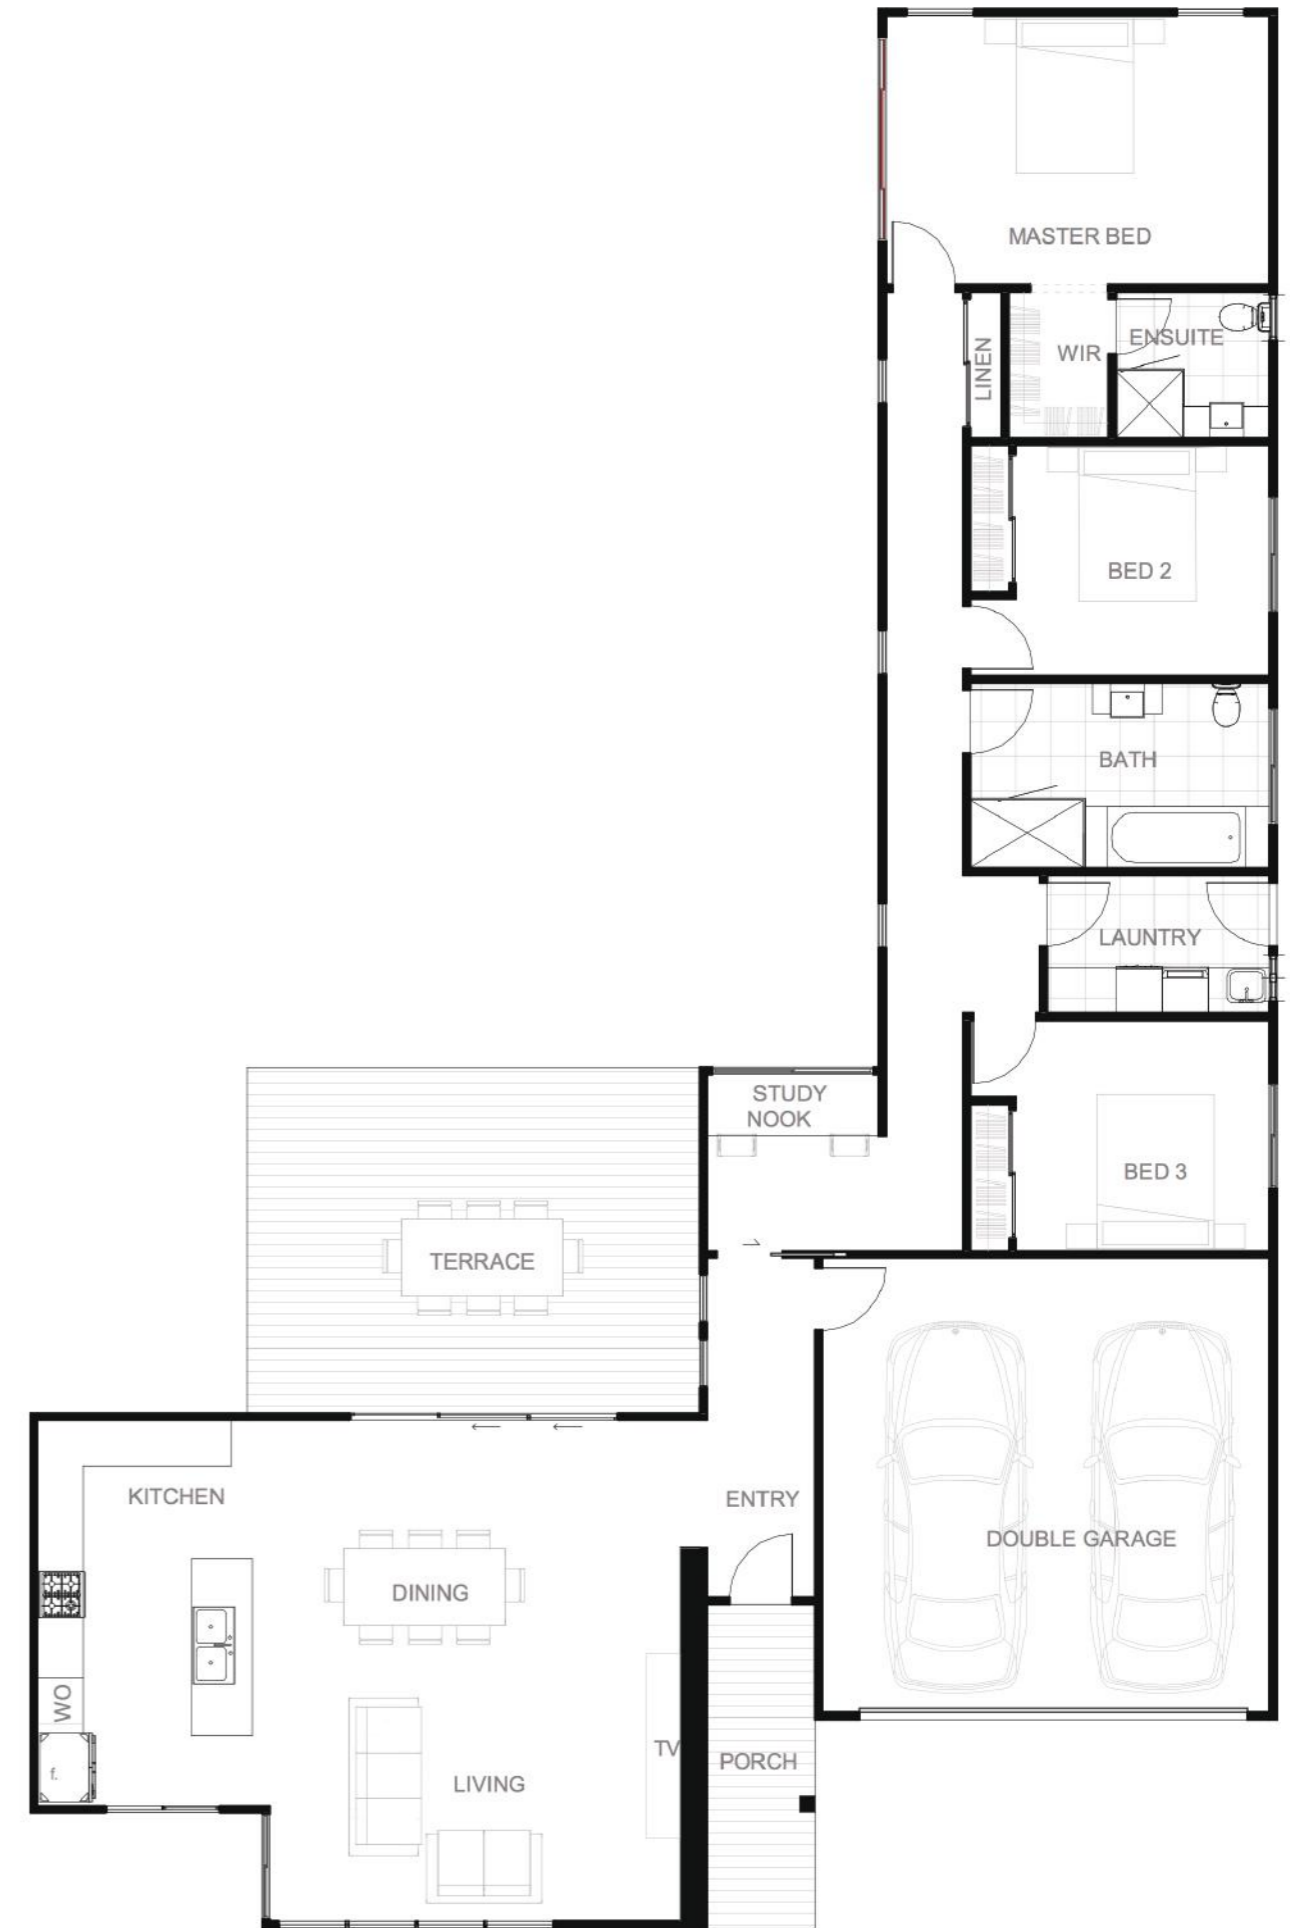 MASTER BED
LINEN
WIR
ENSUITE
BED 2
BATH
LAUNTRY
STUDY
NOOK
BED 3
TERRACE
KITCHEN
ENTRY
DOUBLE GARAGE
DINING
WO
TV
PORCH
f.
LIVING